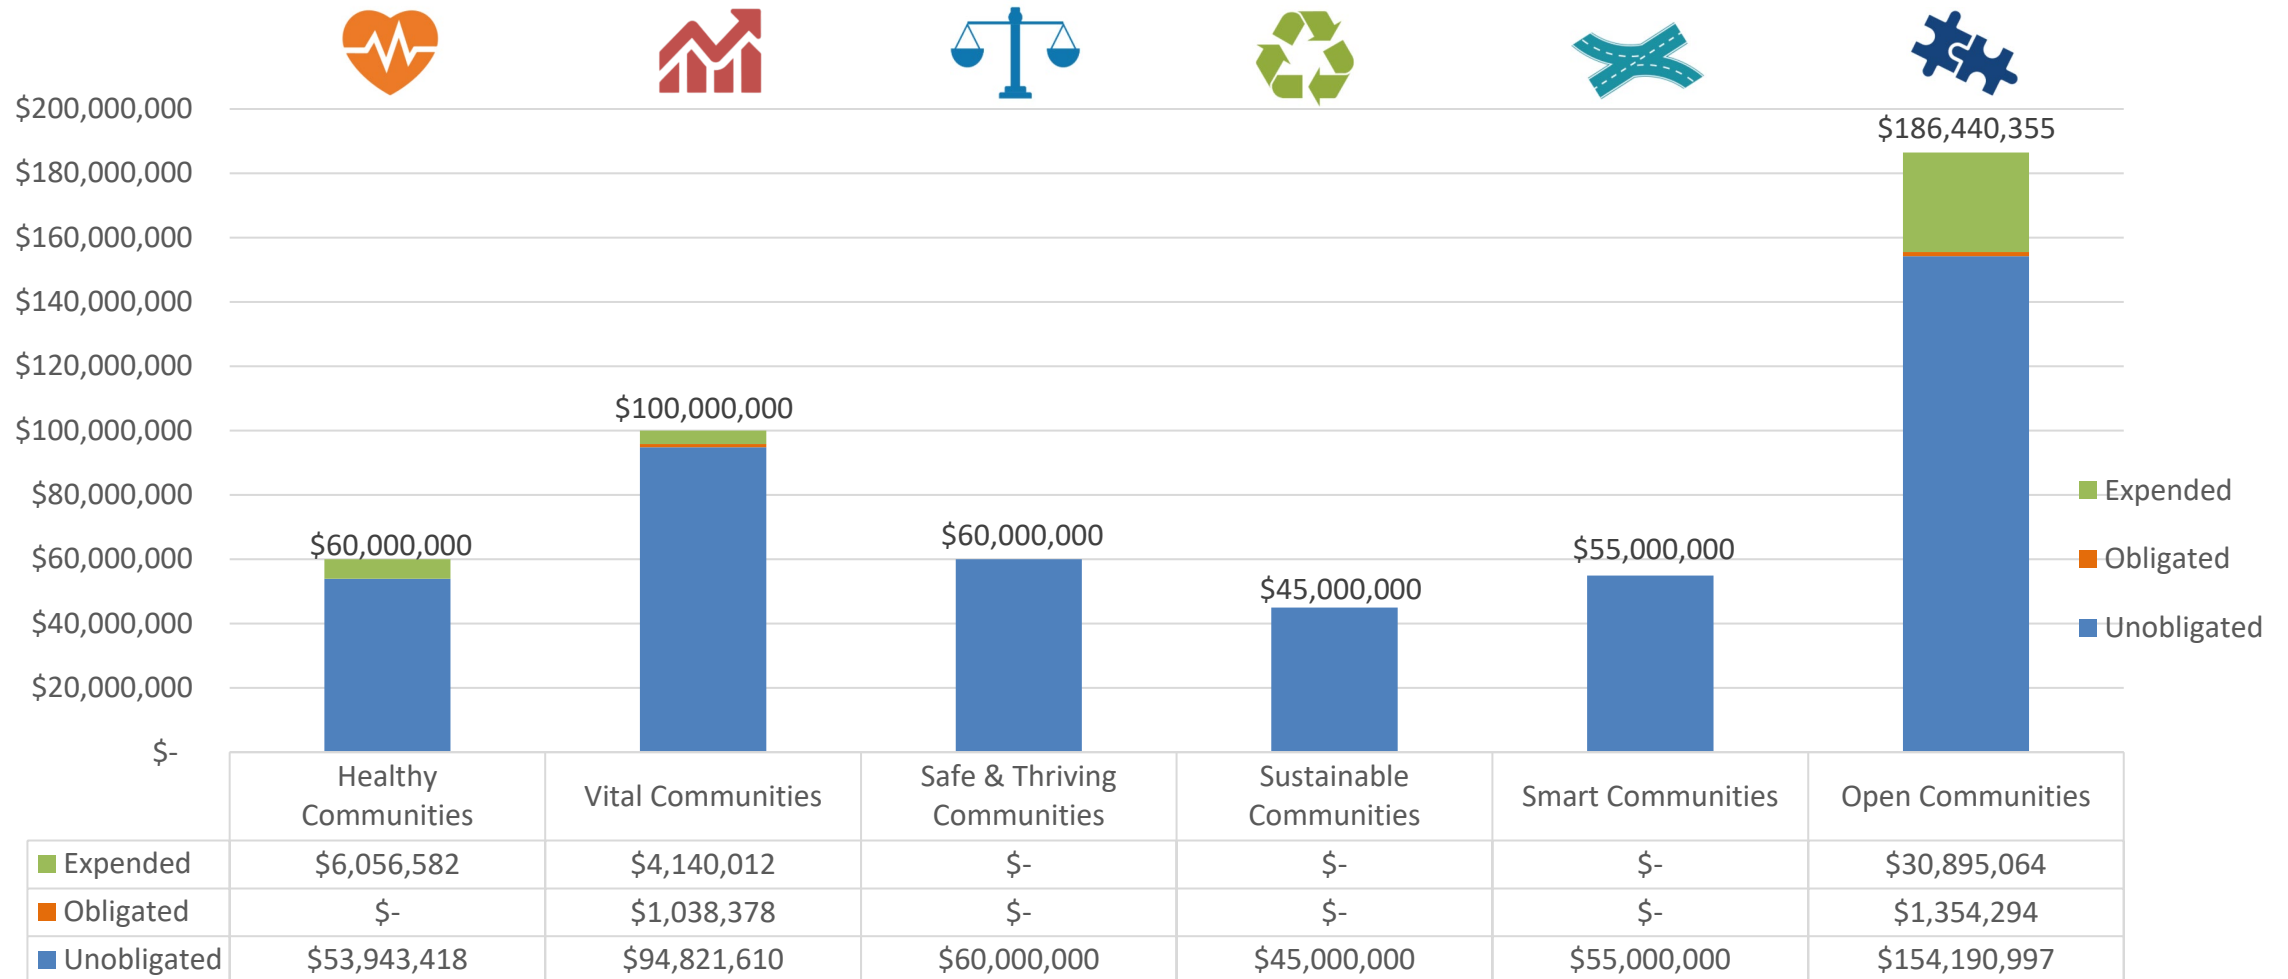 $200,000,000
$180,000,000
$160,000,000
$140,000,000
$120,000,000
$100,000,000
$80,000,000
$60,000,000
$40,000,000
$20,000,000
$-
$60,000,000
$100,000,000
$60,000,000
$45,000,000
$55,000,000
$186,440,355
Expended
Obligated
Unobligated
Healthy Communities
Vital Communities
Safe & Thriving Communities
Sustainable Communities
Smart Communities
Open Communities
Expended $6,056,582 $4,140,012 $- $- $- $30,895,064
Obligated $- $1,038,378 $- $- $- $1,354,294
Unobligated $53,943,418 $94,821,610 $60,000,000 $45,000,000 $55,000,000 $154,190,997